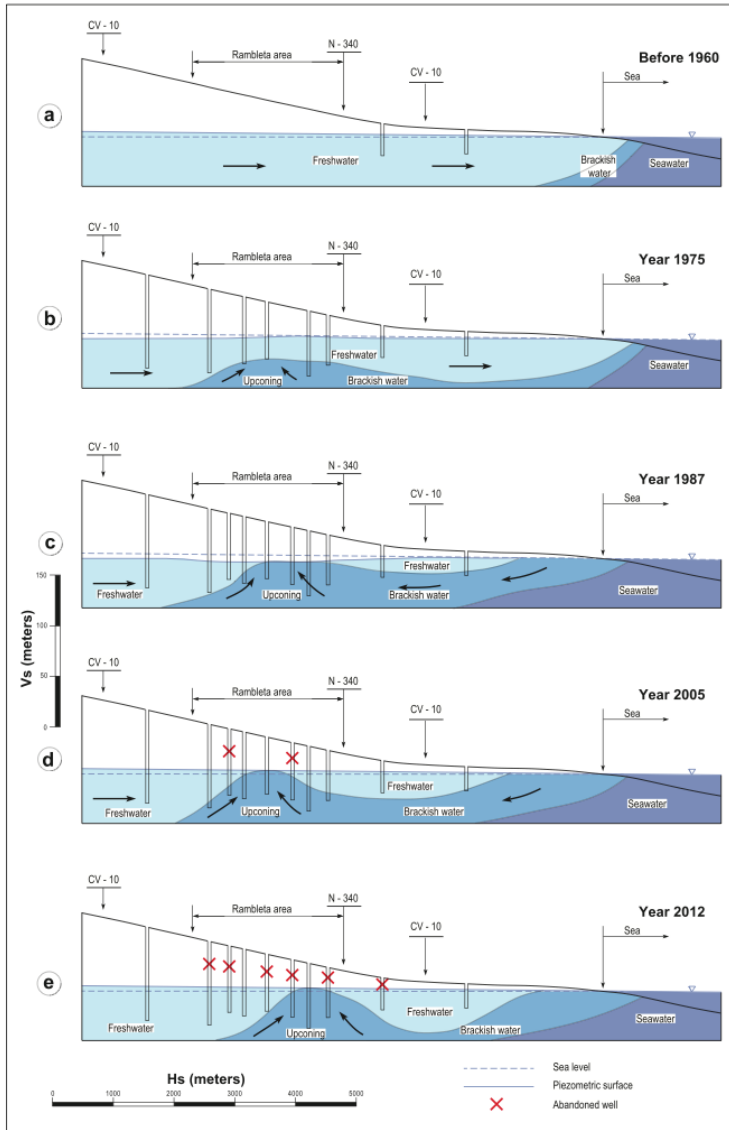 CV - 10
Rambleta area
N - 340
CV - 10
Before 1960
Sea
a
Freshwater
Brackish
water
Seawater
CV - 10
Rambleta area
N - 340
CV - 10
Year 1975
Sea
b
Freshwater
Upconing
Brackish water
Seawater
CV - 10
Rambleta area
N - 340
CV - 10
Year 1987
Sea
c
Freshwater
Freshwater
Upconing
Brackish water
Seawater
150
100
50
0
Vs (meters)
CV - 10
Rambleta area
N - 340
CV - 10
Year 2005
Sea
d
Freshwater
Freshwater
Upconing
Brackish water
Seawater
CV - 10
Rambleta area
N - 340
CV - 10
Year 2012
Sea
e
Freshwater
Freshwater
Upconing
Brackish water
Seawater
Hs (meters)
0 1000 2000 3000 4000 5000
Sea level
Piezometric surface
Abandoned well